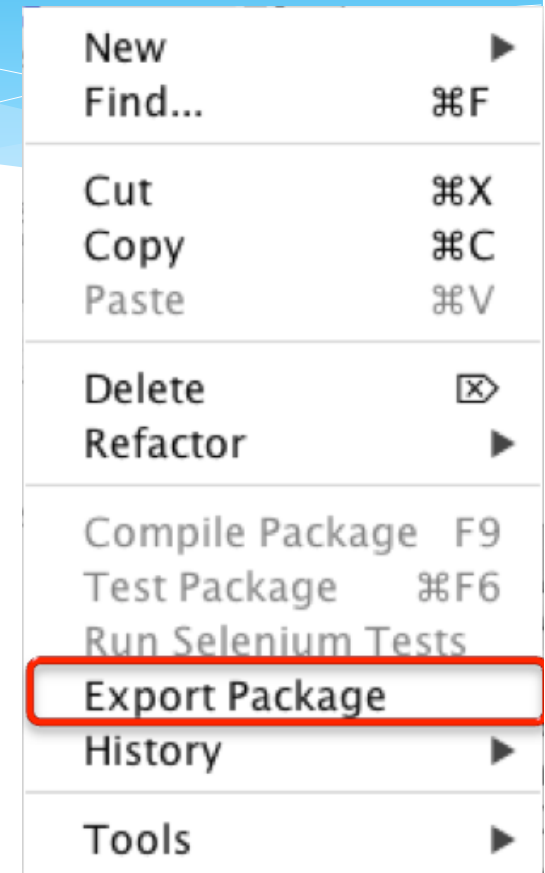 New ▶
Find... ⌘F
Cut ⌘X
Copy ⌘C
Paste ⌘V
Delete ⌦
Refactor ▶
Compile Package F9
Test Package ⌘F6
Run Selenium Tests
Export Package
History ▶
Tools ▶